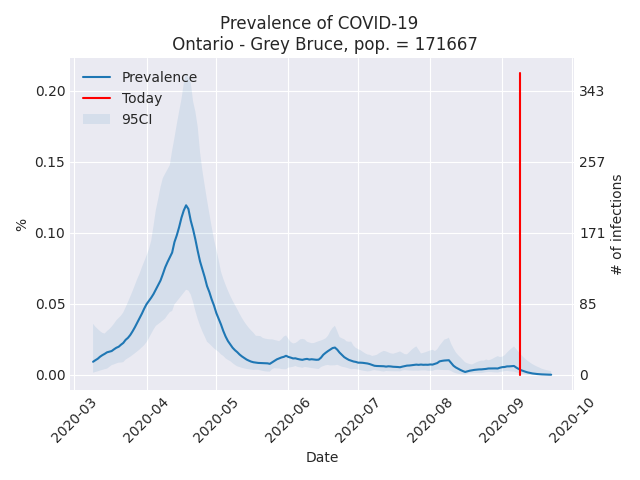 Prevalence of COVID-19
Ontario - Grey Bruce, pop. = 171667
Prevalence
Today
95CI
%
0.20
0.15
0.10
0.05
0.00
343
257
171
85
0
# of infections
2020-03
2020-04
2020-05
2020-06
2020-07
2020-08
2020-09
2020-10
Date